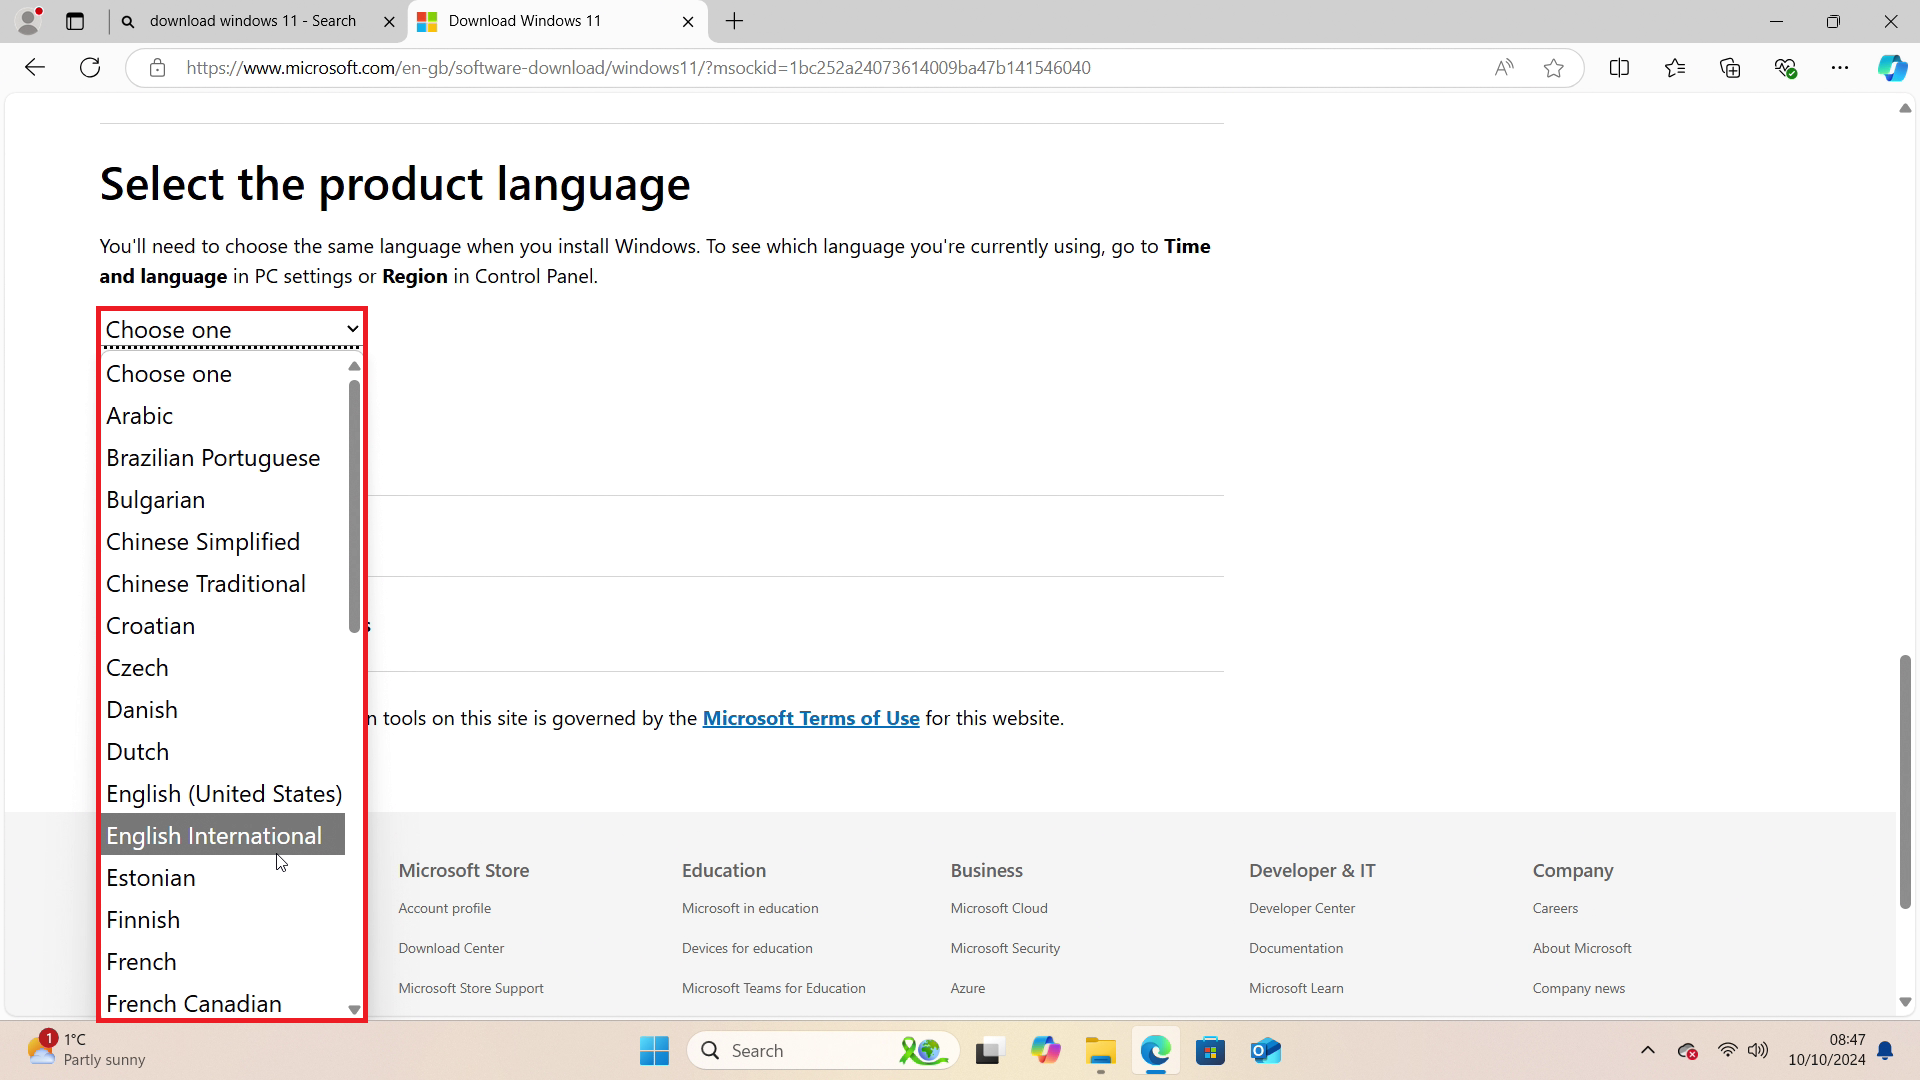 download windows 11 - Search
Download Windows 11
https://www.microsoft.com/en-gb/software-download/windows11/?msockid=1bc252a24073614009ba47b141546040
Select the product language
You'll need to choose the same language when you install Windows. To see which language you're currently using, go to Time
and language in PC settings or Region in Control Panel.
Choose one
Choose one
Arabic
Brazilian Portuguese
Bulgarian
Chinese Simplified
Chinese Traditional
Croatian
s
Czech
Danish
n tools on this site is governed by the Microsoft Terms of Use for this website.
Dutch
English (United States)
English International
Estonian
Finnish
French
French Canadian
Microsoft Store
Account profile
Download Center
Microsoft Store Support
Education
Microsoft in education
Devices for education
Microsoft Teams for Education
Business
Microsoft Cloud
Microsoft Security
Azure
Developer & IT
Developer Center
Documentation
Microsoft Learn
Company
Careers
About Microsoft
Company news
1
1°C
Partly sunny
Search
08:47
10/10/2024